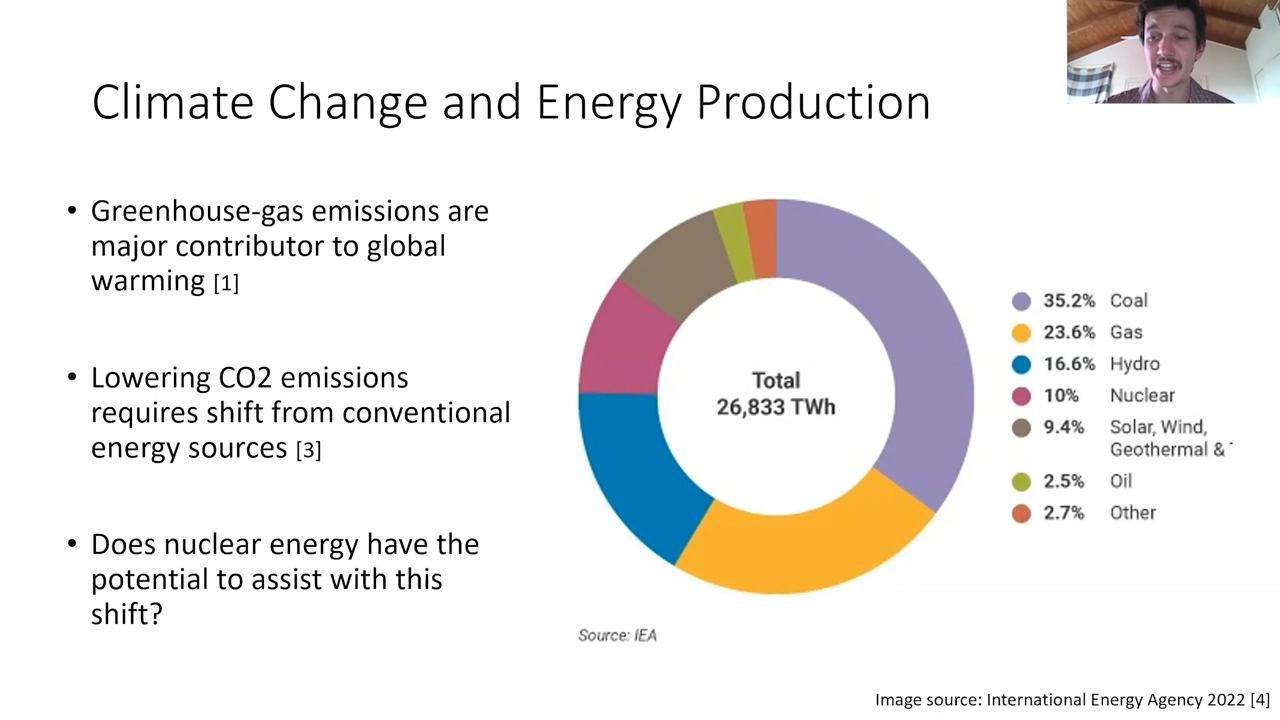 Climate Change and Energy Production
• Greenhouse-gas emissions are
major contributor to global
warming [1]
• Lowering CO2 emissions
requires shift from conventional
energy sources [3]
• Does nuclear energy have the
potential to assist with this
shift?
Total
26,833 TWh
35.2% Coal
23.6% Gas
16.6% Hydro
10% Nuclear
9.4% Solar, Wind,
Geothermal &
2.5% Oil
2.7% Other
Source: IEA
Image source: International Energy Agency 2022 [4]